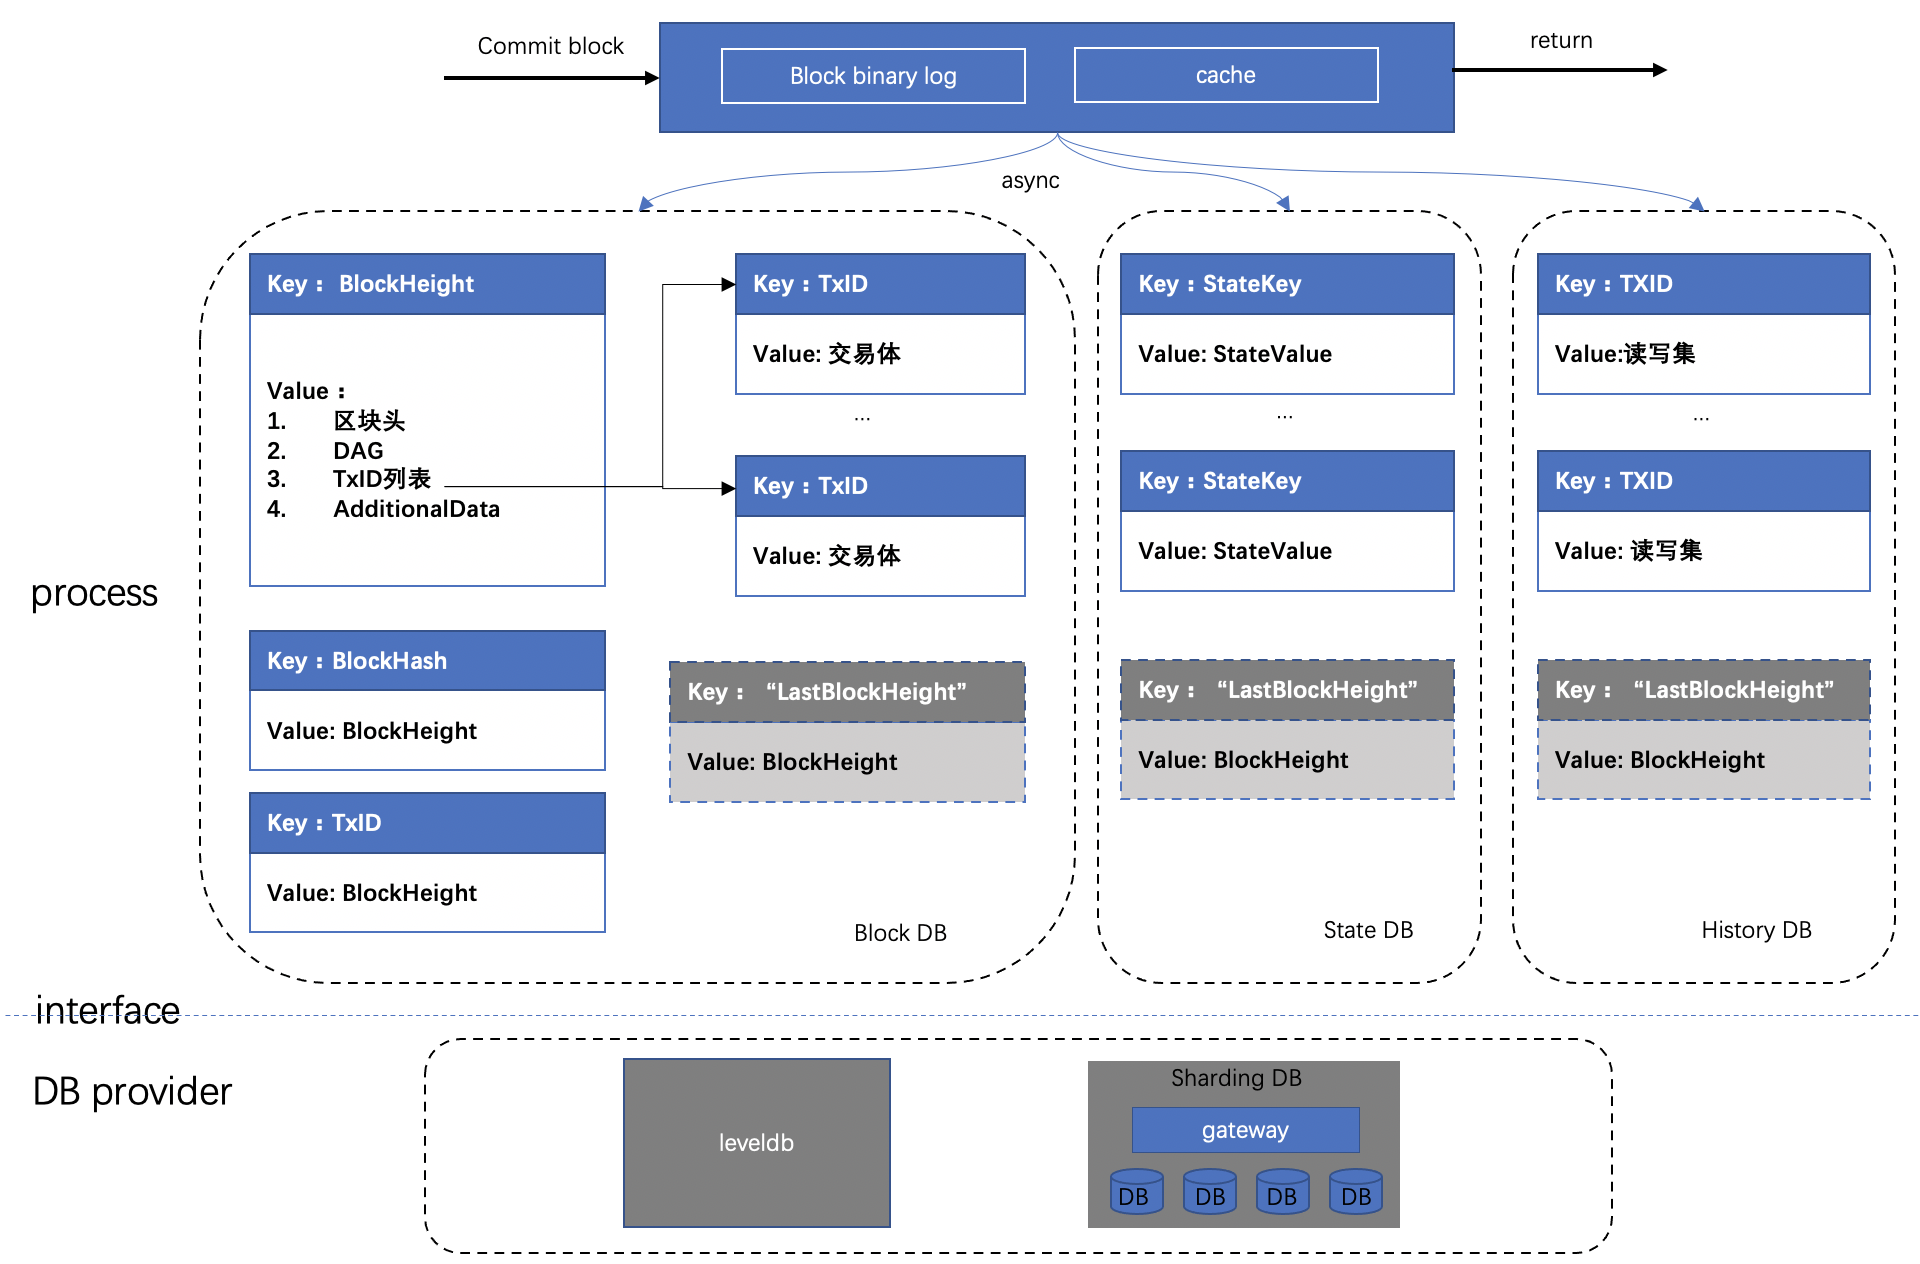 Commit block
Block binary log
cache
return
async
Key： BlockHeight
Value：
1. 区块头
2. DAG
3. TxID列表
4. AdditionalData
Key：TxID
Value: 交易体
...
Key：TxID
Value: 交易体
Key：BlockHash
Value: BlockHeight
Key：TxID
Value: BlockHeight
Key： “LastBlockHeight”
Value: BlockHeight
Block DB
Key：StateKey
Value: StateValue
...
Key：StateKey
Value: StateValue
Key： “LastBlockHeight”
Value: BlockHeight
State DB
Key：TXID
Value:读写集
...
Key：TXID
Value: 读写集
Key： “LastBlockHeight”
Value: BlockHeight
History DB
process
interface
DB provider
leveldb
Sharding DB
gateway
DB
DB
DB
DB